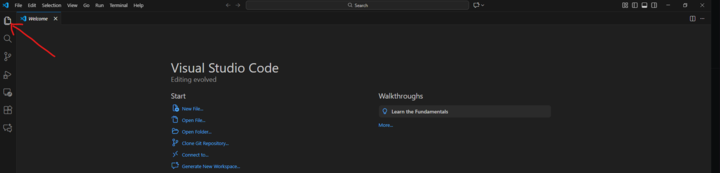 File Edit Selection View Go Run Terminal Help
Search
Welcome
Visual Studio Code
Editing evolved
Start
New File...
Open File...
Open Folder...
Clone Git Repository...
Connect to...
Generate New Workspace...
Walkthroughs
Learn the Fundamentals
More...